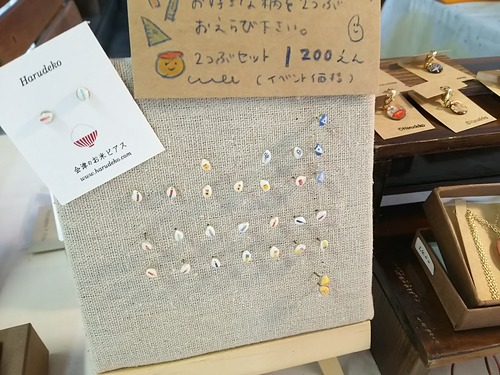 お好きな柄を2つぶ
おえらび下さい。
2つぶセット 1200えん
(イベント価格)
Harudeko
会津のお米ピアス
www.harudeko.com